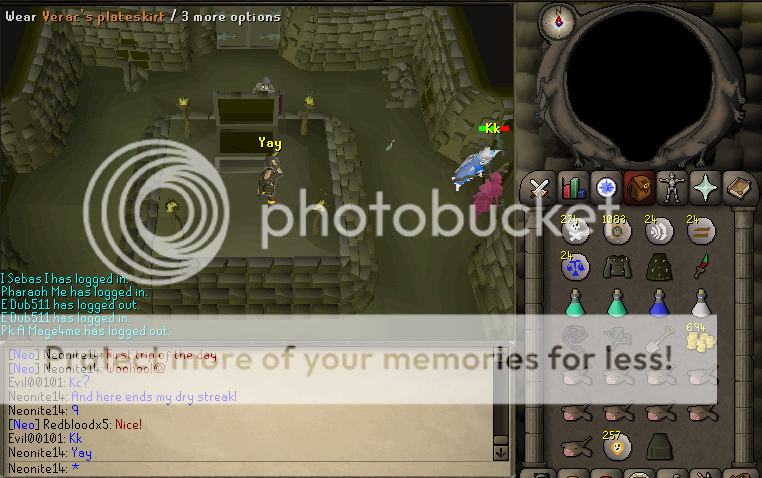 Wear Verac's plateskirt / 3 more options
N
Kk
Yay
photobucket
274 1083 24 24
24
I Sebas I has logged in.
Pharaoh Me has logged in.
E Dub511 has logged out.
E Dub511 has logged in.
Pk A Mage4me has logged out.
694
Protect more of your memories for less!
[Neo] Neonite14: first trip of the day
[Neo] Neonite14: Woohoo!@
Evil00101: Kc?
Neonite14: And here ends my dry streak!
Neonite14: 9
[Neo] Redbloodx5: Nice!
Evil00101: Kk
Neonite14: Yay
Neonite14: *
257